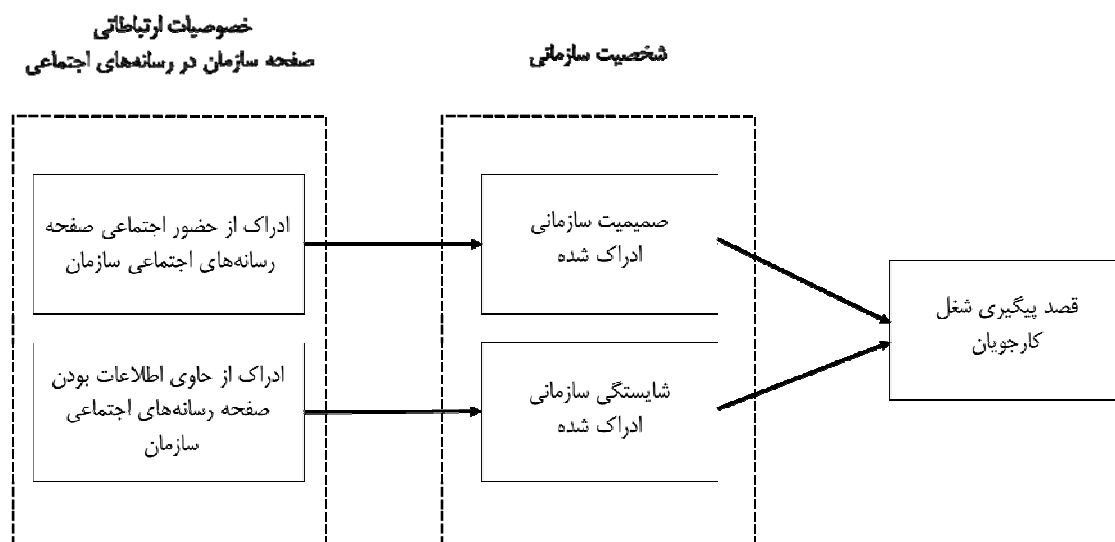 خصوصیات ارتباطاتی
صفحه سازمان در رسانه‌های اجتماعی
شخصیت سازمانی
ادراک از حضور اجتماعی صفحه
رسانه‌های اجتماعی سازمان
صمیمیت سازمانی
ادراک شده
قصد پیگیری شغل
کارجویان
ادراک از حاوی اطلاعات بودن
صفحه رسانه‌های اجتماعی
سازمان
شایستگی سازمانی
ادراک شده